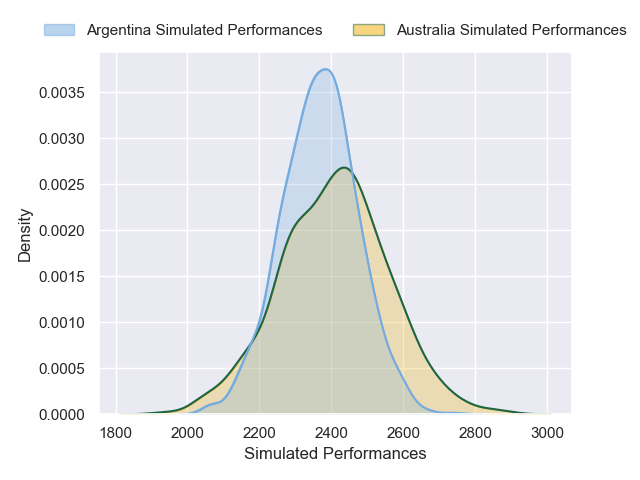 Argentina Simulated Performances
Australia Simulated Performances
0.0035
0.0030
0.0025
0.0020
0.0015
0.0010
0.0005
0.0000
Density
1800 2000 2200 2400 2600 2800 3000
Simulated Performances